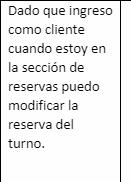 Dado que ingreso
como cliente
cuando estoy en
la sección de
reservas puedo
modificar la
reserva del
turno.